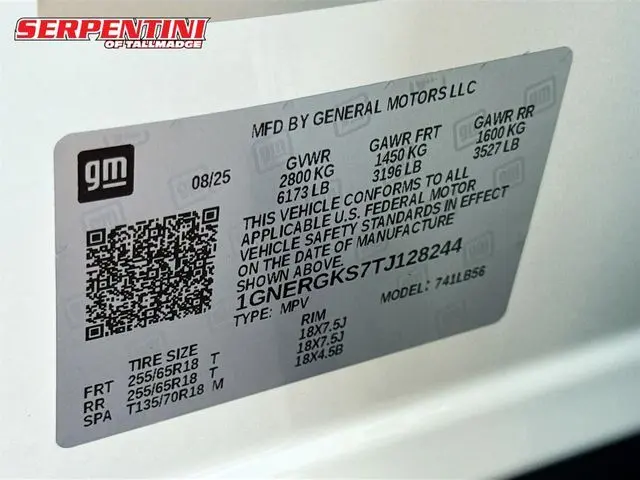 SERPENTINI
OF TALLMADGE
MFD BY GENERAL MOTORS LLC
gm
08/25
GVWR
2800 KG
6173 LB
GAWR FRT
1450 KG
3196 LB
GAWR RR
1600 KG
3527 LB
THIS VEHICLE CONFORMS TO ALL
APPLICABLE U.S. FEDERAL MOTOR
VEHICLE SAFETY STANDARDS IN EFFECT
ON THE DATE OF MANUFACTURE
SHOWN ABOVE.
1GNERGKS7TJ128244
TYPE: MPV
MODEL: 741LB56
TIRE SIZE RIM
FRT 255/65R18 T 18X7.5J
RR 255/65R18 T 18X7.5J
SPA T135/70R18 M 18X4.5B